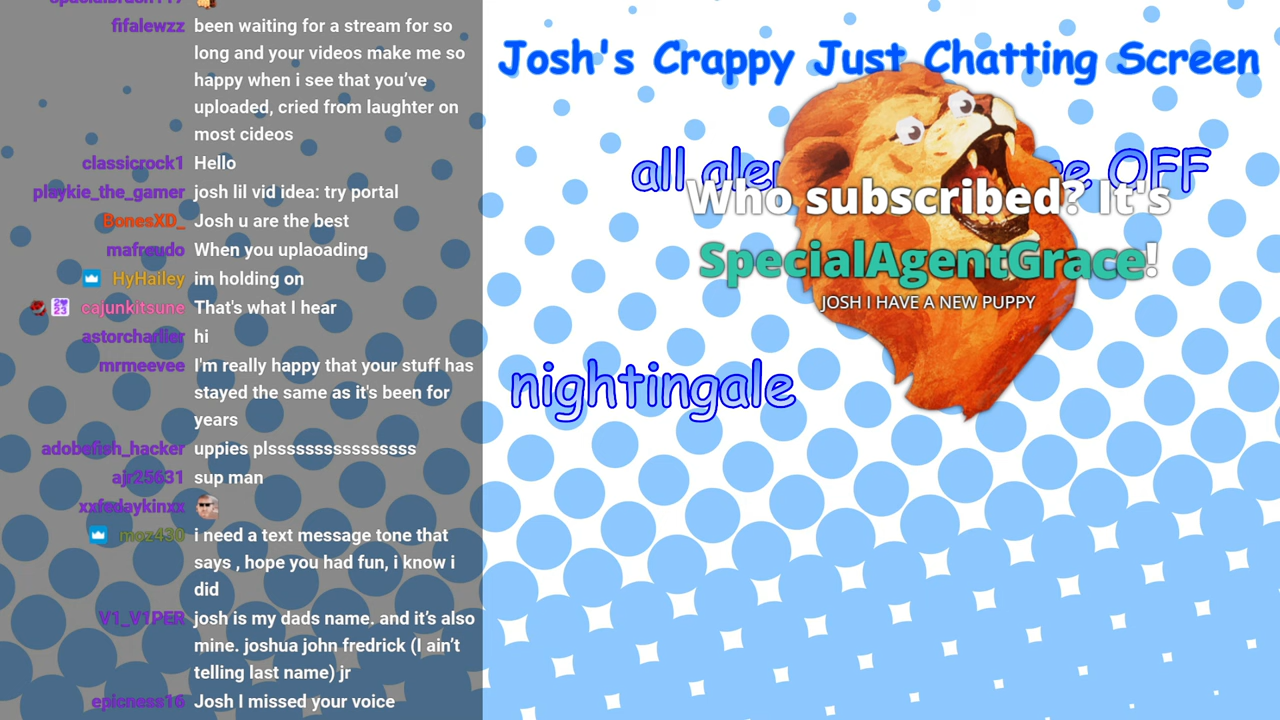 fifalewzz been waiting for a stream for so
long and your videos make me so
happy when i see that you’ve
uploaded, cried from laughter on
most cideos
classicrock1 Hello
playkie_the_gamer josh lil vid idea: try portal
BonesXD_ Josh u are the best
mafraudo When you uplaoading
HyHailey im holding on
cajunkitsune That's what I hear
astorcharlier hi
mrmeevee I'm really happy that your stuff has
stayed the same as it's been for
years
adobefish_hacker uppies plssssssssssssssss
ajr25631 sup man
xxfedaykinxx
moz430 i need a text message tone that
says , hope you had fun, i know i
did
V1_V1PER josh is my dads name. and it’s also
mine. joshua john fredrick (I ain’t
telling last name) jr
epicness16 Josh I missed your voice
Josh's Crappy Just Chatting Screen
all OFF
Who subscribed? It's
SpecialAgentGrace!
JOSH I HAVE A NEW PUPPY
nightingale